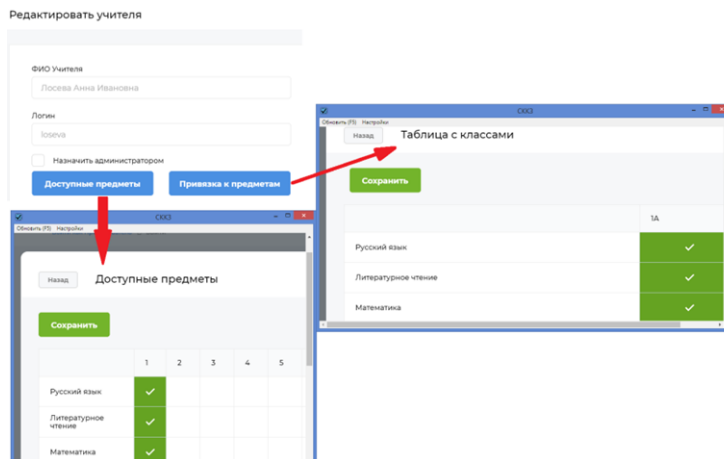 Редактировать учителя
ФИО Учителя
Лосева Анна Ивановна
Логин
loseva
Назначить администратором
Доступные предметы
Привязка к предметам
СККЗ
Обновить (F5) Настройки
Назад
Таблица с классами
Сохранить
1А
Русский язык
Литературное чтение
Математика
СККЗ
Обновить (F5) Настройки
Назад
Доступные предметы
Сохранить
1 2 3 4 5
Русский язык
Литературное
чтение
Математика